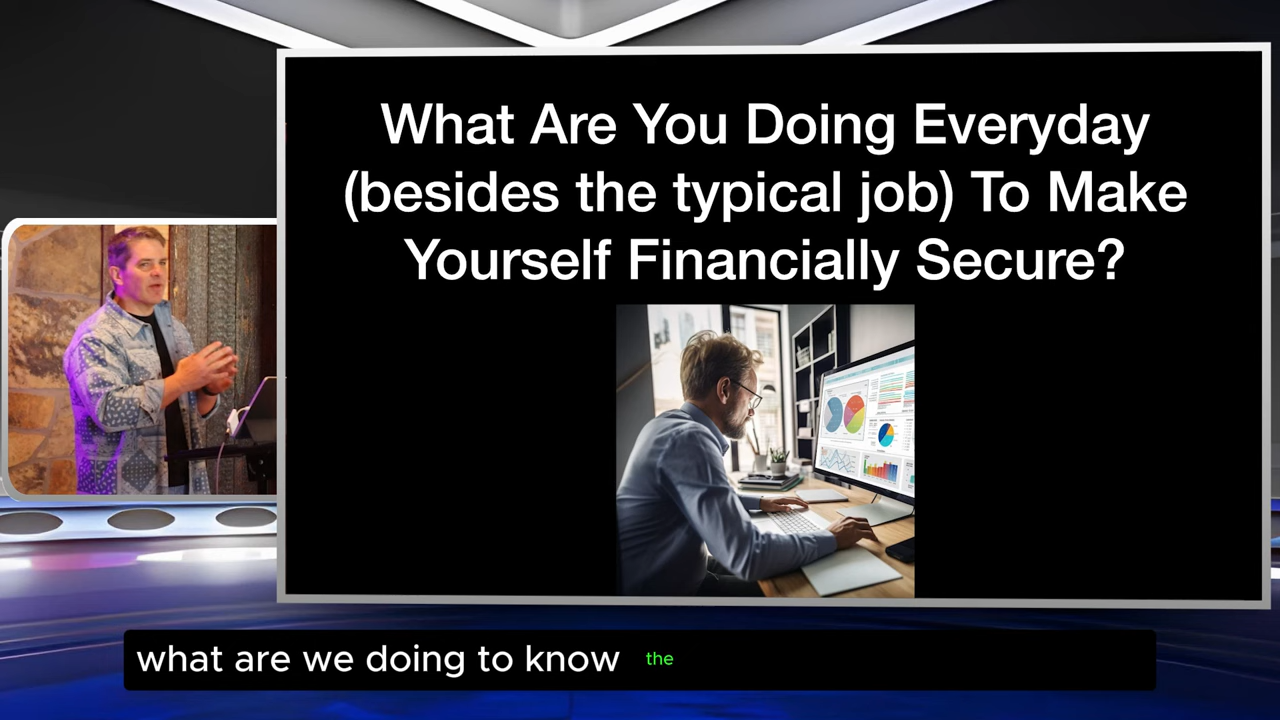 What Are You Doing Everyday
(besides the typical job) To Make
Yourself Financially Secure?
what are we doing to know the